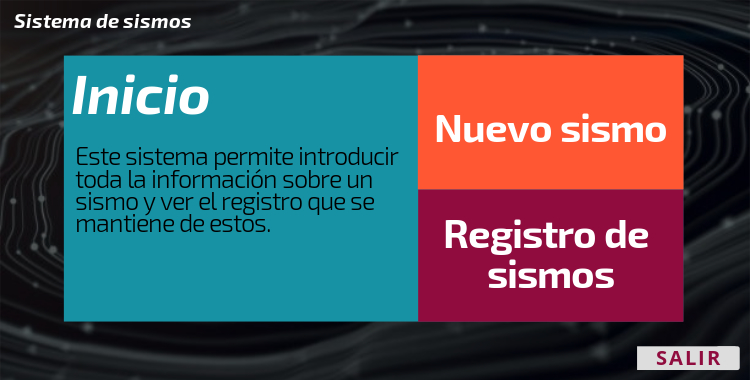 Sistema de sismos
Inicio
Este sistema permite introducir
toda la información sobre un
sismo y ver el registro que se
mantiene de estos.
Nuevo sismo
Registro de
sismos
SALIR